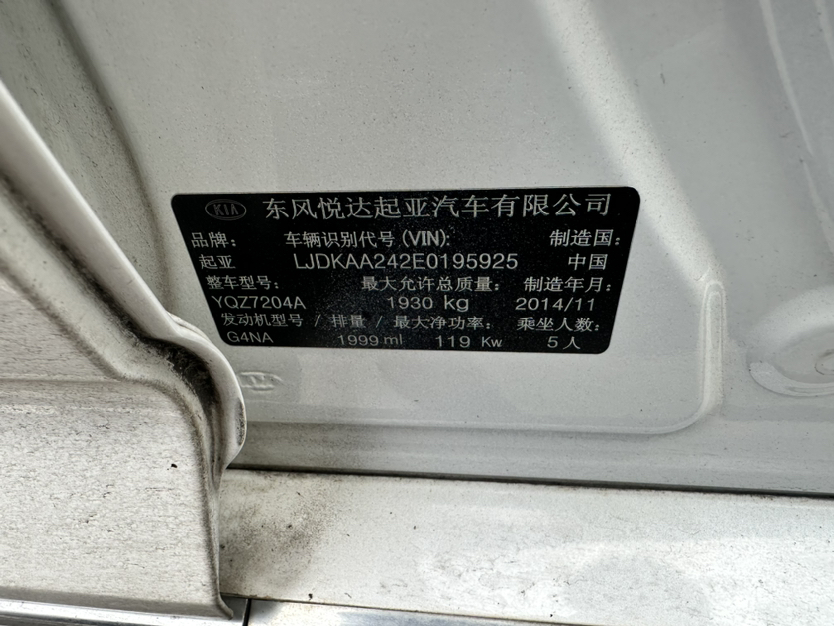 KIA 东风悦达起亚汽车有限公司
品牌: 车辆识别代号(VIN): 制造国:
起亚 LJDKAA242E0195925 中国
整车型号: 最大允许总质量: 制造年月:
YQZ7204A 1930 kg 2014/11
发动机型号 / 排量 / 最大净功率: 乘坐人数:
G4NA 1999 ml 119 Kw 5 人